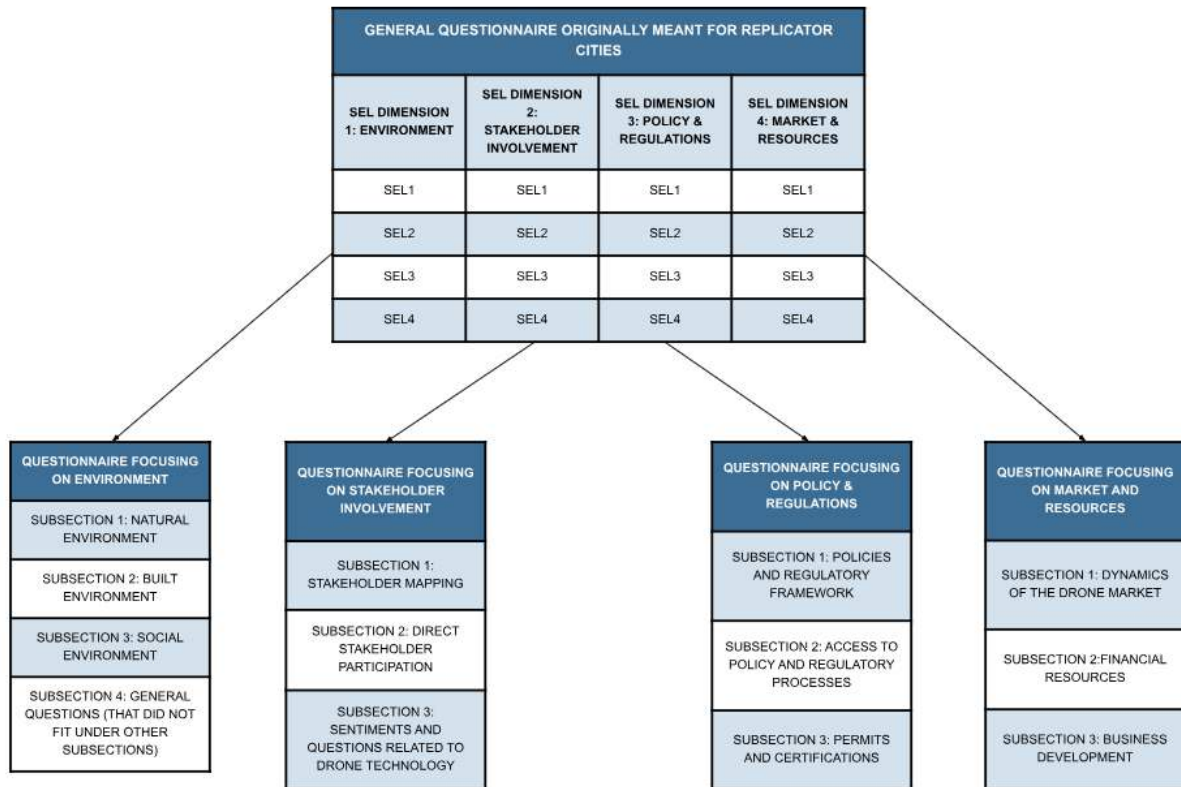 GENERAL QUESTIONNAIRE ORIGINALLY MEANT FOR REPLICATOR
CITIES
SEL DIMENSION
1: ENVIRONMENT
SEL DIMENSION
2:
STAKEHOLDER
INVOLVEMENT
SEL DIMENSION
3: POLICY &
REGULATIONS
SEL DIMENSION
4: MARKET &
RESOURCES
SEL1
SEL1
SEL1
SEL1
SEL2
SEL2
SEL2
SEL2
SEL3
SEL3
SEL3
SEL3
SEL4
SEL4
SEL4
SEL4
QUESTIONNAIRE FOCUSING
ON ENVIRONMENT
SUBSECTION 1: NATURAL
ENVIRONMENT
SUBSECTION 2: BUILT
ENVIRONMENT
SUBSECTION 3: SOCIAL
ENVIRONMENT
SUBSECTION 4: GENERAL
QUESTIONS (THAT DID NOT
FIT UNDER OTHER
SUBSECTIONS)
QUESTIONNAIRE FOCUSING
ON STAKEHOLDER
INVOLVEMENT
SUBSECTION 1:
STAKEHOLDER MAPPING
SUBSECTION 2: DIRECT
STAKEHOLDER
PARTICIPATION
SUBSECTION 3:
SENTIMENTS AND
QUESTIONS RELATED TO
DRONE TECHNOLOGY
QUESTIONNAIRE FOCUSING
ON POLICY &
REGULATIONS
SUBSECTION 1: POLICIES
AND REGULATORY
FRAMEWORK
SUBSECTION 2: ACCESS TO
POLICY AND REGULATORY
PROCESSES
SUBSECTION 3: PERMITS
AND CERTIFICATIONS
QUESTIONNAIRE FOCUSING
ON MARKET AND
RESOURCES
SUBSECTION 1: DYNAMICS
OF THE DRONE MARKET
SUBSECTION 2:FINANCIAL
RESOURCES
SUBSECTION 3: BUSINESS
DEVELOPMENT